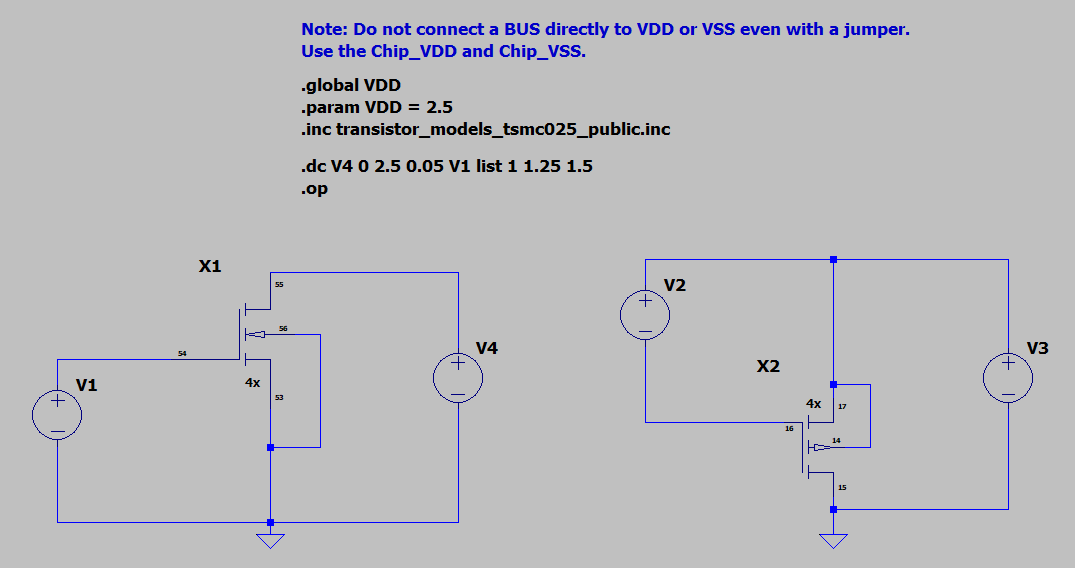 Note: Do not connect a BUS directly to VDD or VSS even with a jumper.
Use the Chip_VDD and Chip_VSS.
.global VDD
.param VDD = 2.5
.inc transistor_models_tsmc025_public.inc
.dc V4 0 2.5 0.05 V1 list 1 1.25 1.5
.op
X1
55
56
54
4x
53
V1
V4
V2
X2
V3
4x
17
16
14
15